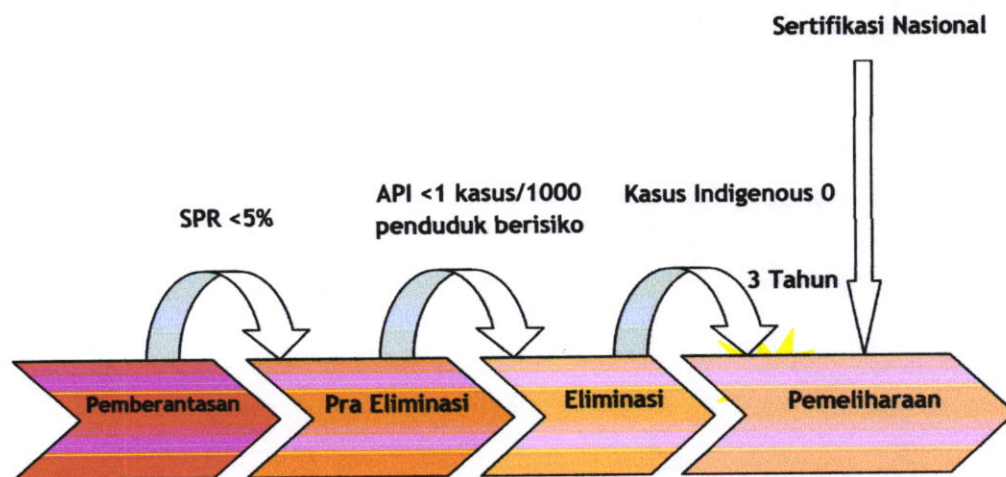 Sertifikasi Nasional
SPR <5%
API <1 kasus/1000
penduduk berisiko
Kasus Indigenous 0
3 Tahun
Pemberantasan
Pra Eliminasi
Eliminasi
Pemeliharaan